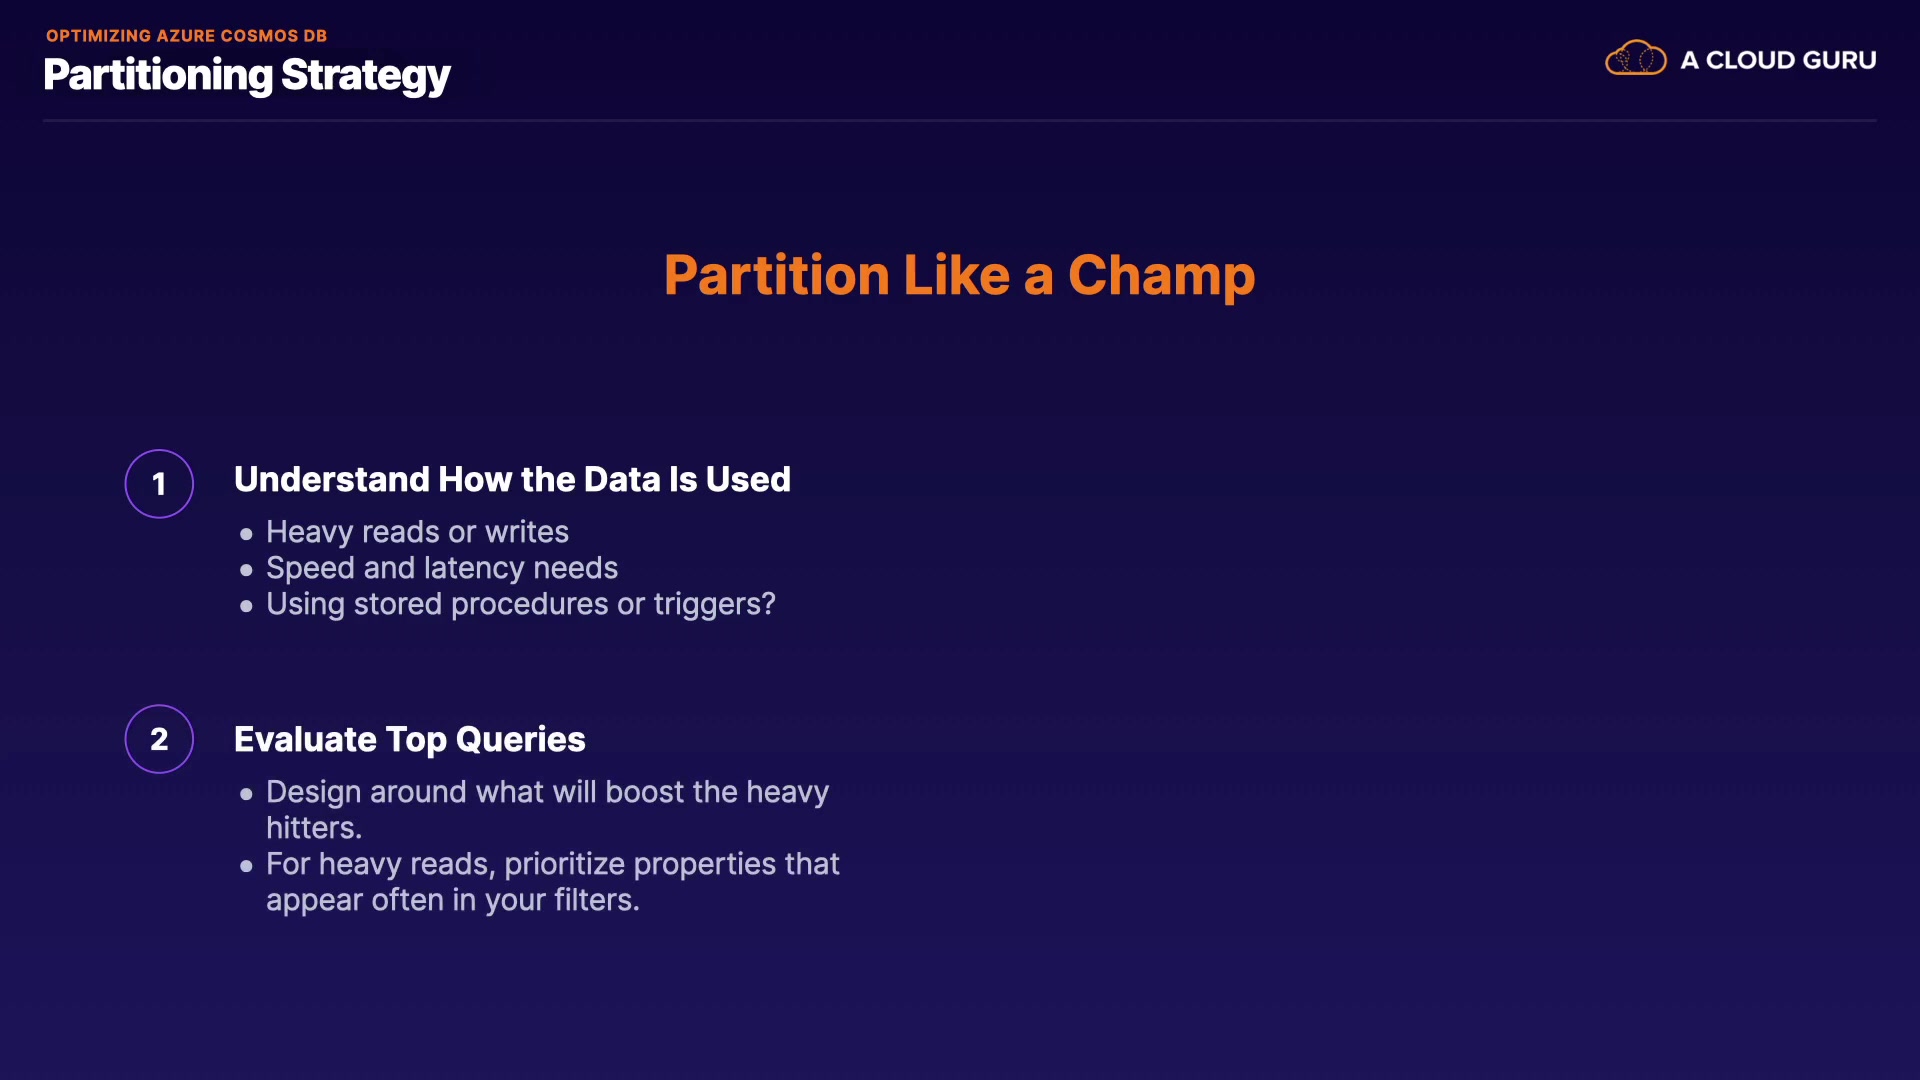 OPTIMIZING AZURE COSMOS DB
Partitioning Strategy
A CLOUD GURU
Partition Like a Champ
1
Understand How the Data Is Used
● Heavy reads or writes
● Speed and latency needs
● Using stored procedures or triggers?
2
Evaluate Top Queries
● Design around what will boost the heavy
hitters.
● For heavy reads, prioritize properties that
appear often in your filters.